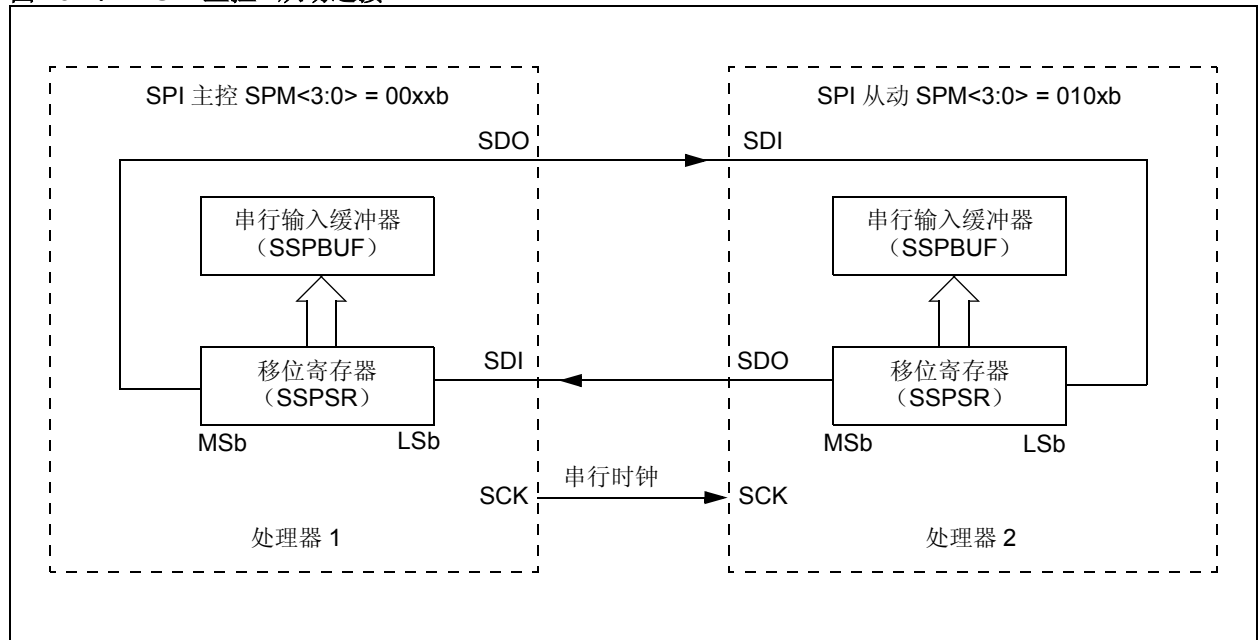 SPI 主控 SPM<3:0> = 00xxb
SPI 从动 SPM<3:0> = 010xb
SDO
SDI
串行输入缓冲器
（SSPBUF）
串行输入缓冲器
（SSPBUF）
移位寄存器
（SSPSR）
SDI
SDO
移位寄存器
（SSPSR）
MSb
LSb
MSb
LSb
串行时钟
SCK
SCK
处理器 1
处理器 2